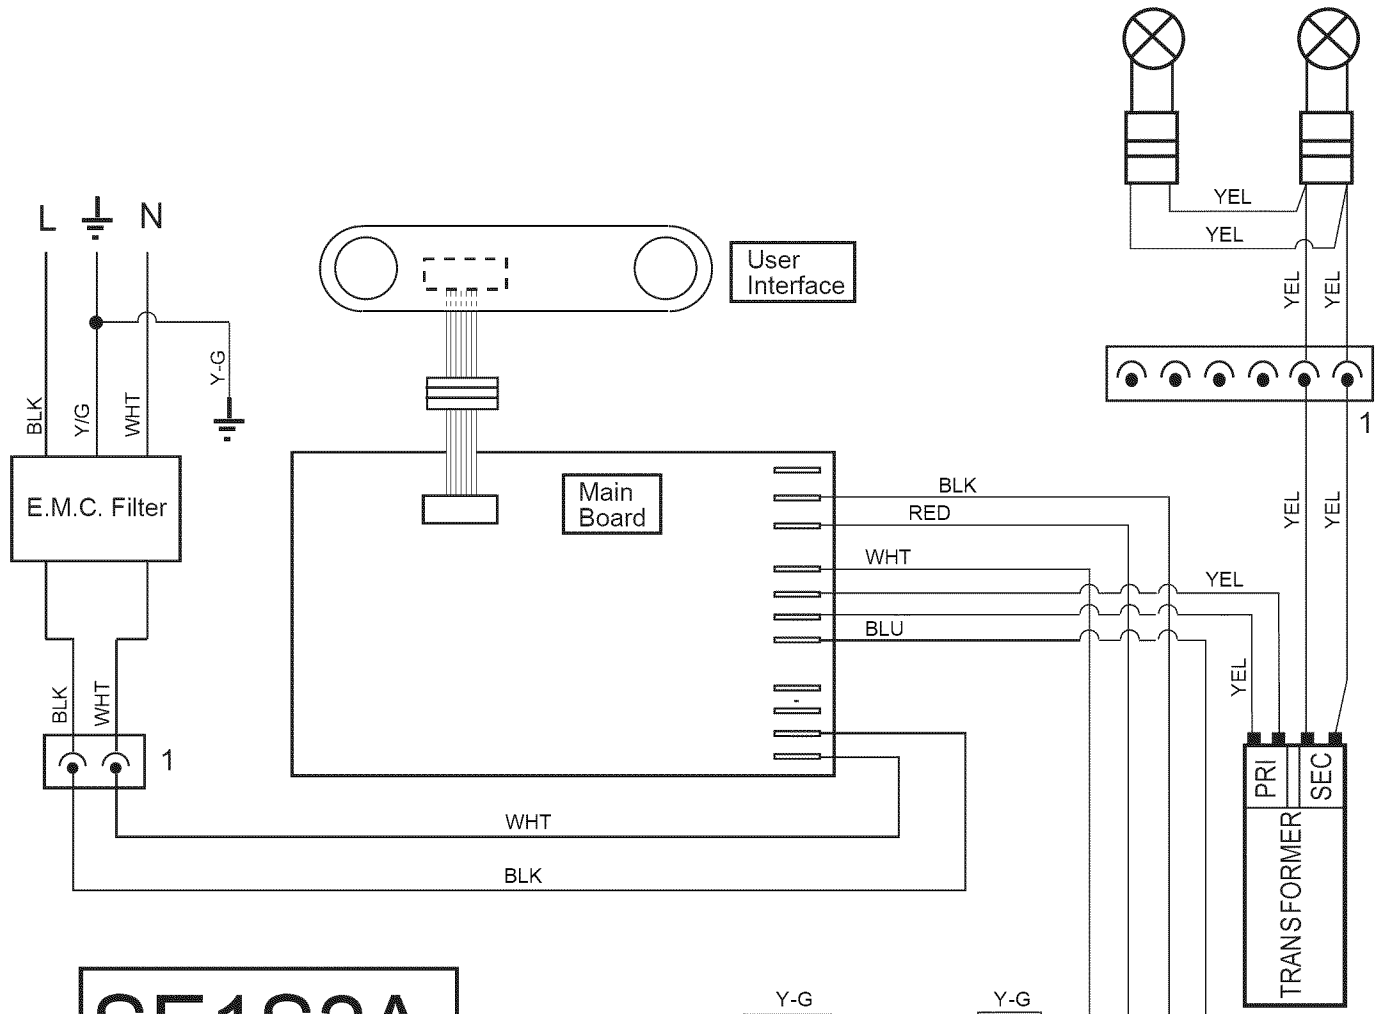 YEL
YEL
L
N
User
Interface
YEL
YEL
Y-G
BLK
Y/G
WHT
1
E.M.C. Filter
Main
Board
BLK
RED
WHT
YEL
YEL
YEL
BLU
YEL
BLK
WHT
1
PRI
SEC
TRANSFORMER
WHT
BLK
Y-G
Y-G